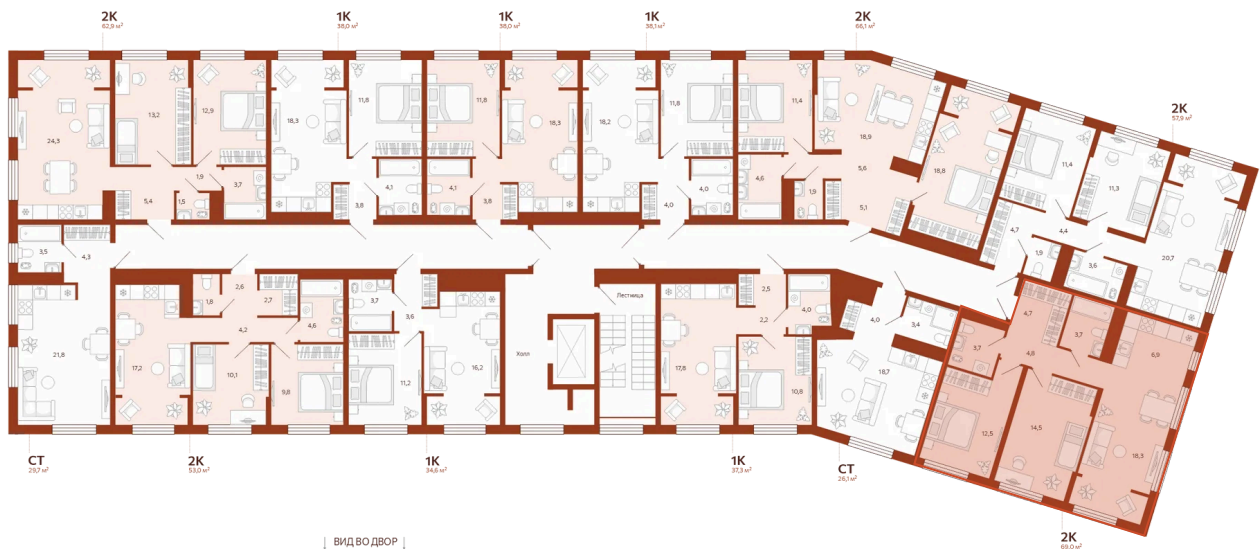 2К
62,9 м²
1К
38,0 м²
1К
38,0 м²
1К
38,1 м²
2К
66,1 м²
2К
57,9 м²
24,3
13,2
12,9
18,3
11,8
11,8
18,3
18,2
11,8
11,4
18,9
18,8
11,4
11,3
20,7
5,4
1,5
1,9
3,7
3,8
4,1
4,1
3,8
4,0
4,0
4,6
1,9
5,6
5,1
4,7
4,4
1,9
3,6
3,5
4,3
21,8
17,2
1,8
2,6
2,7
4,2
4,6
10,1
9,8
3,7
3,6
11,2
16,2
Холл
Лестница
17,8
2,5
2,2
4,0
10,8
4,0
3,4
18,7
3,7
4,7
4,8
3,7
6,9
12,5
14,5
18,3
СТ
29,7 м²
2К
53,0 м²
1К
34,6 м²
1К
37,3 м²
СТ
26,1 м²
2К
69,0 м²
ВИД ВО ДВОР